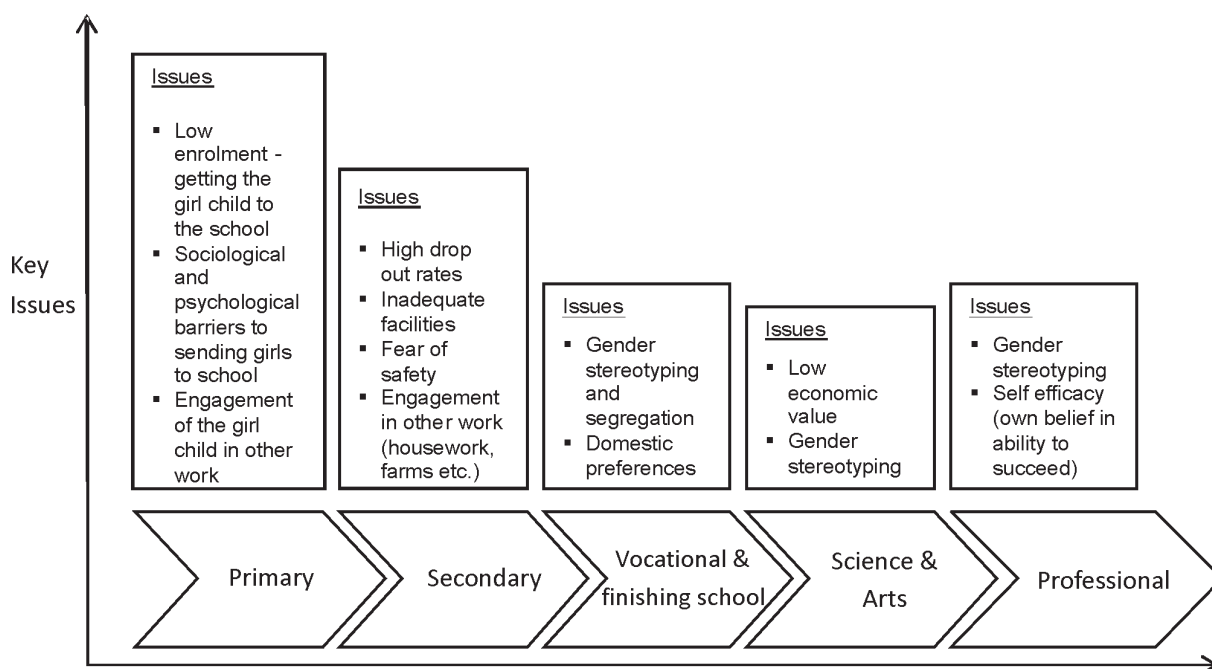 Key
Issues
Issues
▪ Low
enrolment -
getting the
girl child to
the school
▪ Sociological
and
psychological
barriers to
sending girls
to school
▪ Engagement
of the girl
child in other
work
Issues
▪ High drop
out rates
▪ Inadequate
facilities
▪ Fear of
safety
▪ Engagement
in other work
(housework,
farms etc.)
Issues
▪ Gender
stereotyping
and
segregation
▪ Domestic
preferences
Issues
▪ Low
economic
value
▪ Gender
stereotyping
Issues
▪ Gender
stereotyping
▪ Self efficacy
(own belief in
ability to
succeed)
Primary
Secondary
Vocational &
finishing school
Science &
Arts
Professional